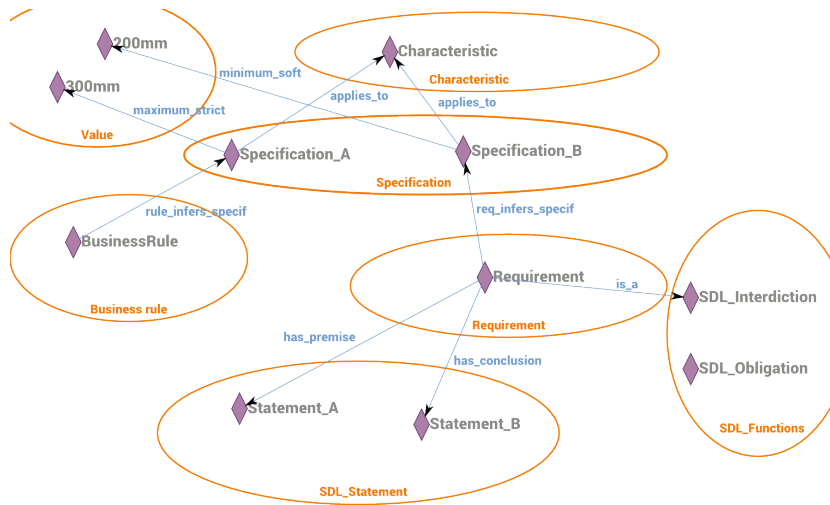 200mm
Characteristic
minimum_soft
Characteristic
300mm
applies_to
applies_to
maximum_strict
Value
Specification_A
Specification_B
Specification
rule_infers_specif
req_infers_specif
BusinessRule
Requirement
is_a
SDL_Interdiction
Business rule
Requirement
has_premise
has_conclusion
SDL_Obligation
Statement_A
Statement_B
SDL_Functions
SDL_Statement